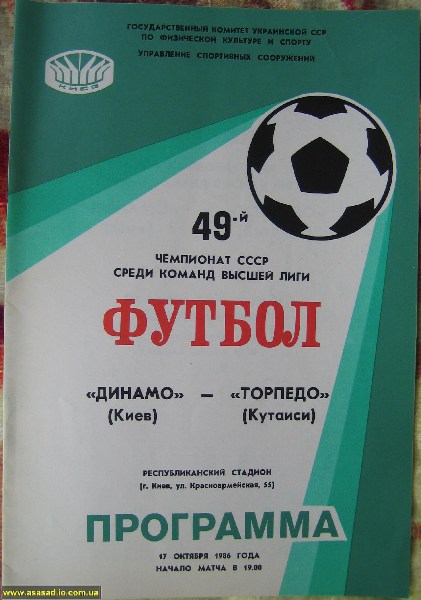 ГОСУДАРСТВЕННЫЙ КОМИТЕТ УКРАИНСКОЙ ССР
ПО ФИЗИЧЕСКОЙ КУЛЬТУРЕ И СПОРТУ
УПРАВЛЕНИЕ СПОРТИВНЫХ СООРУЖЕНИЙ
КИЕВ
49-й
ЧЕМПИОНАТ СССР
СРЕДИ КОМАНД ВЫСШЕЙ ЛИГИ
ФУТБОЛ
«ДИНАМО» — «ТОРПЕДО»
(Киев) (Кутаиси)
РЕСПУБЛИКАНСКИЙ СТАДИОН
(г. Киев, ул. Красноармейская, 55)
ПРОГРАММА
17 ОКТЯБРЯ 1986 ГОДА
НАЧАЛО МАТЧА В 19.00
www.asasad.io.com.ua